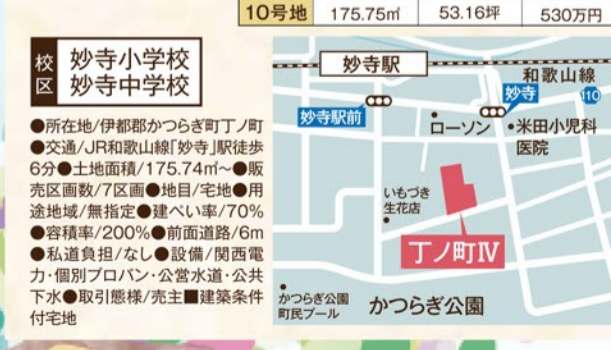 10号地 175.75㎡ 53.16坪 530万円
校区
妙寺小学校
妙寺中学校
●所在地/伊都郡かつらぎ町丁ノ町
●交通/JR和歌山線「妙寺」駅徒歩
6分●土地面積/175.74㎡～●販
売区画数/7区画●地目/宅地●用
途地域/無指定●建ぺい率/70%
●容積率/200%●前面道路/6m
●私道負担/なし●設備/関西電
力・個別プロパン・公営水道・公共
下水●取引態様/売主■建築条件
付宅地
妙寺駅
和歌山線
妙寺駅前
妙寺
110
ローソン
米田小児科
医院
いもづき
生花店
丁ノ町Ⅳ
かつらぎ公園
町民プール
かつらぎ公園